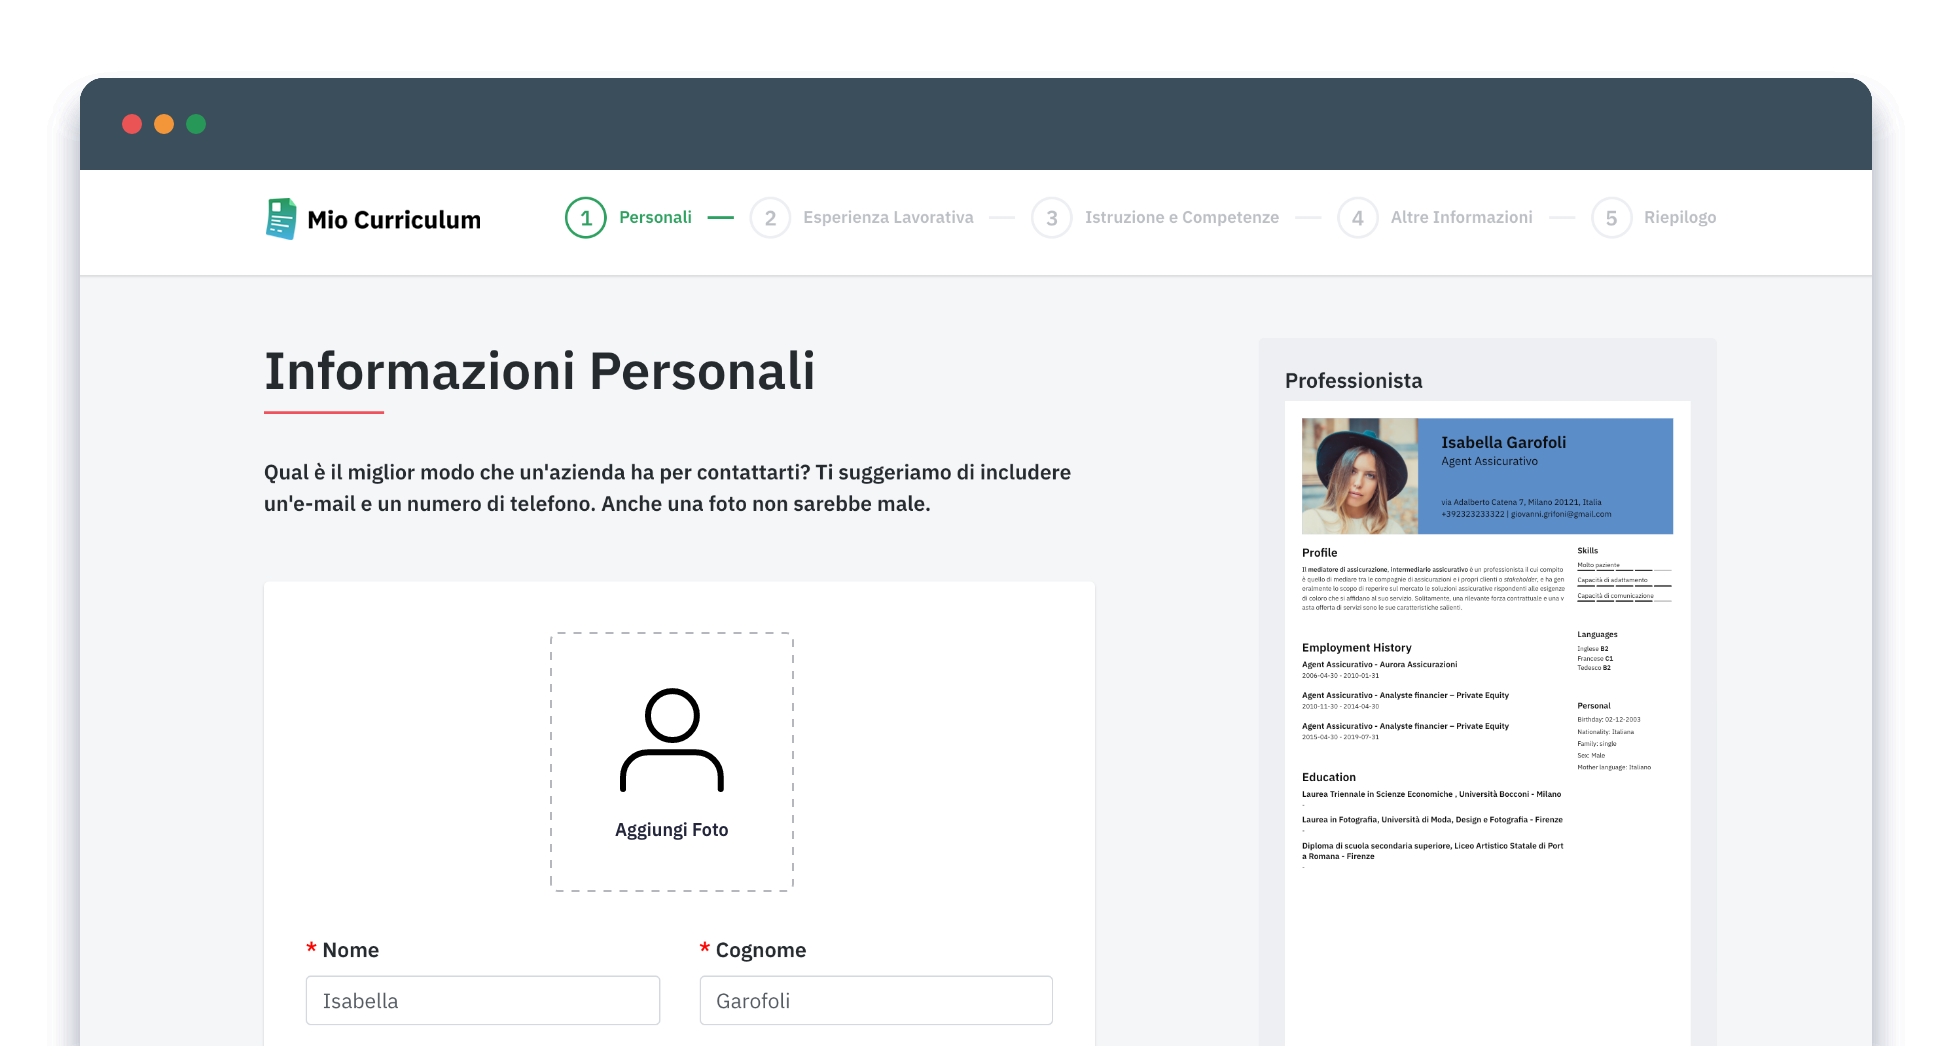 Mio Curriculum
1 Personali
2 Esperienza Lavorativa
3 Istruzione e Competenze
4 Altre Informazioni
5 Riepilogo
Informazioni Personali
Qual è il miglior modo che un'azienda ha per contattarti? Ti suggeriamo di includere
un'e-mail e un numero di telefono. Anche una foto non sarebbe male.
Aggiungi Foto
* Nome
Isabella
* Cognome
Garofoli
Professionista
Isabella Garofoli
Agent Assicurativo
via Adalberto Catena 7, Milano 20121, Italia
+392323233322 | giovanni.grifoni@gmail.com
Profile
Il mediatore di assicurazione, intermediario assicurativo è un professionista il cui compito
è quello di mediare tra le compagnie di assicurazioni e i propri clienti o stakeholder, e ha gen
eralmente lo scopo di reperire sul mercato le soluzioni assicurative rispondenti alle esigenze
di coloro che si affidano al suo servizio. Solitamente, una rilevante forza contrattuale e una v
asta offerta di servizi sono le sue caratteristiche salienti.
Employment History
Agent Assicurativo - Aurora Assicurazioni
2006-04-30 - 2010-01-31
Agent Assicurativo - Analyste financier – Private Equity
2010-11-30 - 2014-04-30
Agent Assicurativo - Analyste financier – Private Equity
2015-04-30 - 2019-07-31
Education
Laurea Triennale in Scienze Economiche , Università Bocconi - Milano
-
Laurea in Fotografia, Università di Moda, Design e Fotografia - Firenze
-
Diploma di scuola secondaria superiore, Liceo Artistico Statale di Port
a Romana - Firenze
-
Skills
Molto paziente
Capacità di adattamento
Capacità di comunicazione
Languages
Inglese B2
Francese C1
Tedesco B2
Personal
Birthday: 02-12-2003
Nationality: Italiana
Family: single
Sex: Male
Mother language: Italiano